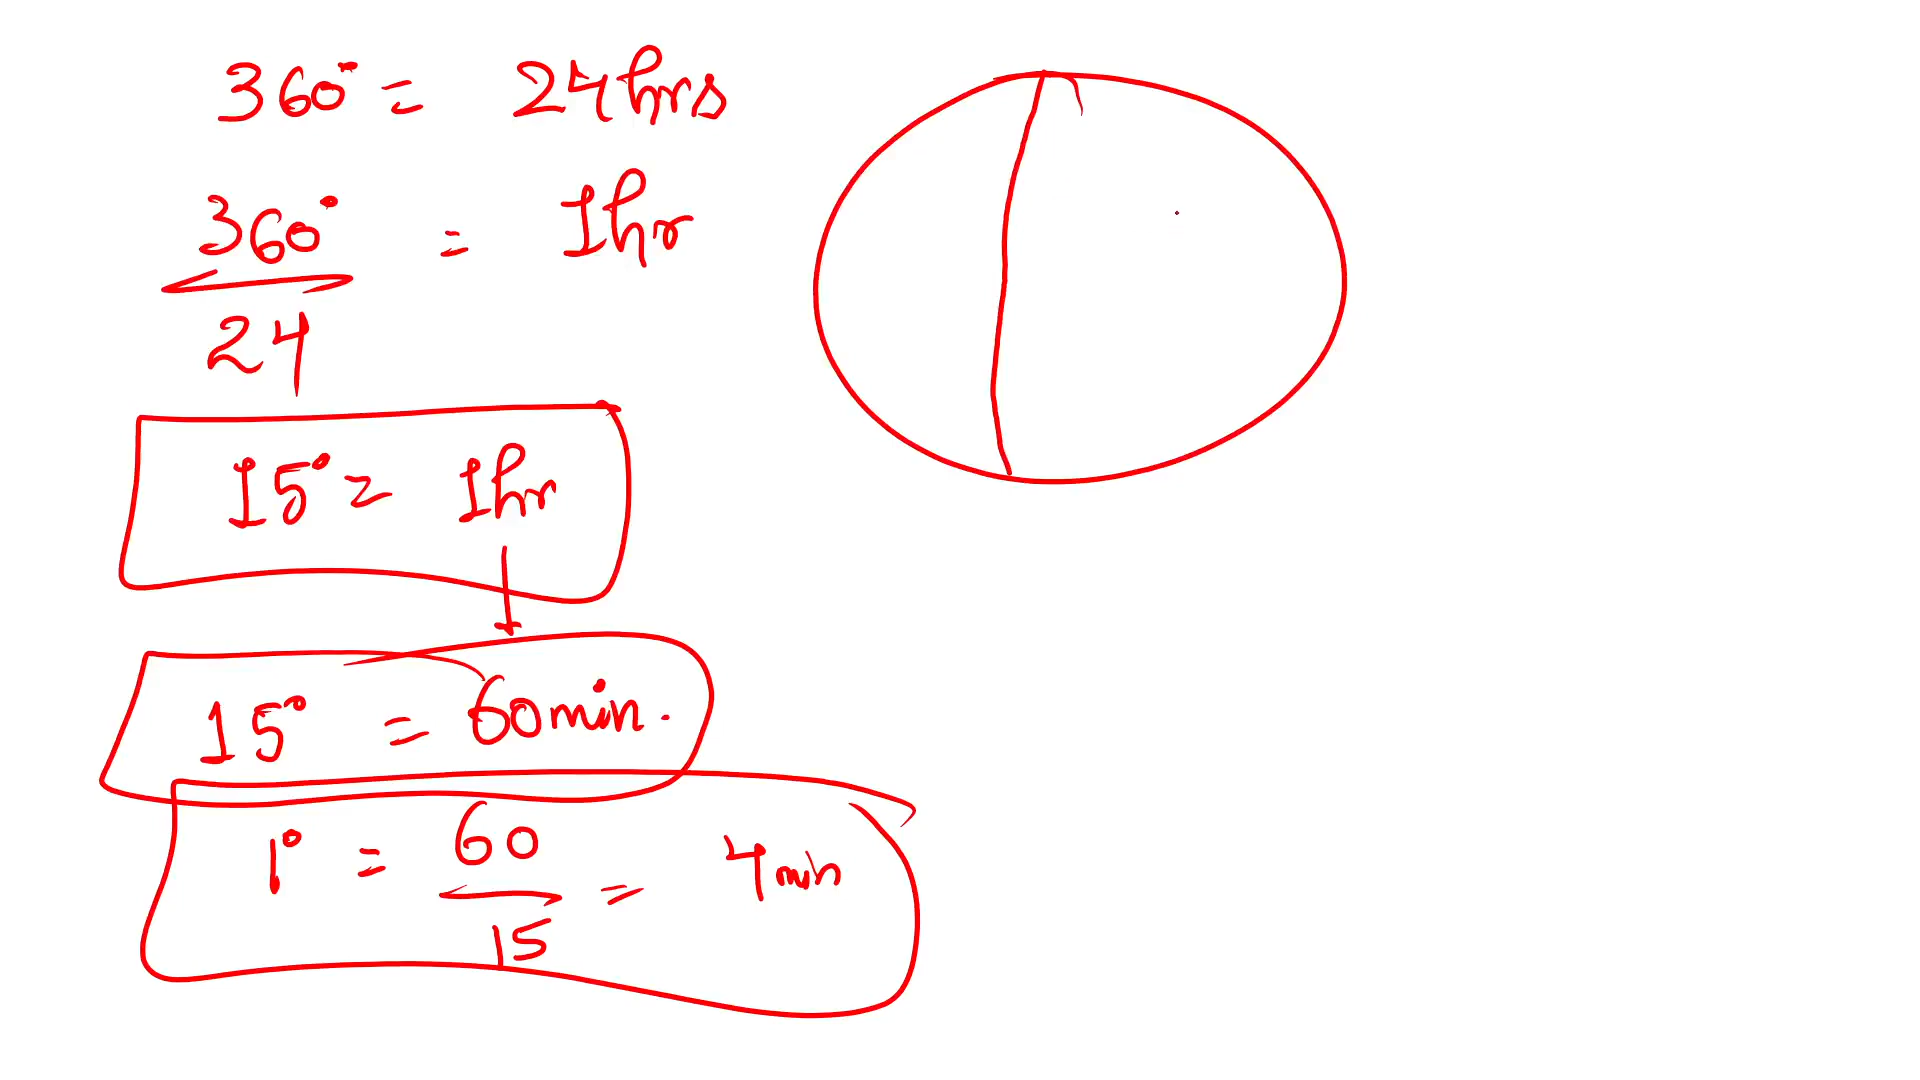 360° = 24hrs
360° = 1hr
24
15° = 1hr
15° = 60min.
1° = 60 = 4min
15